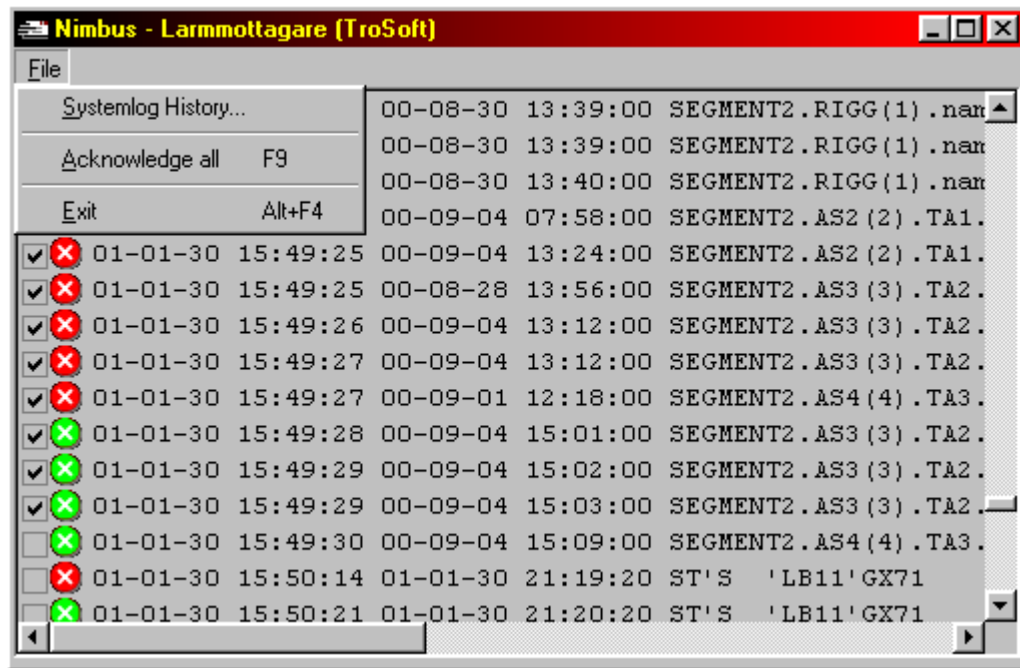 Nimbus - Larmmottagare (TroSoft)
File
Systemlog History...
Acknowledge all F9
Exit Alt+F4
00-08-30 13:39:00 SEGMENT2.RIGG(1).nam
00-08-30 13:39:00 SEGMENT2.RIGG(1).nam
00-08-30 13:40:00 SEGMENT2.RIGG(1).nam
00-09-04 07:58:00 SEGMENT2.AS2(2).TA1.
01-01-30 15:49:25 00-09-04 13:24:00 SEGMENT2.AS2(2).TA1.
01-01-30 15:49:25 00-08-28 13:56:00 SEGMENT2.AS3(3).TA2.
01-01-30 15:49:26 00-09-04 13:12:00 SEGMENT2.AS3(3).TA2.
01-01-30 15:49:27 00-09-04 13:12:00 SEGMENT2.AS3(3).TA2.
01-01-30 15:49:27 00-09-01 12:18:00 SEGMENT2.AS4(4).TA3.
01-01-30 15:49:28 00-09-04 15:01:00 SEGMENT2.AS3(3).TA2.
01-01-30 15:49:29 00-09-04 15:02:00 SEGMENT2.AS3(3).TA2.
01-01-30 15:49:29 00-09-04 15:03:00 SEGMENT2.AS3(3).TA2.
01-01-30 15:49:30 00-09-04 15:09:00 SEGMENT2.AS4(4).TA3.
01-01-30 15:50:14 01-01-30 21:19:20 ST'S 'LB11'GX71
01-01-30 15:50:21 01-01-30 21:20:20 ST'S 'LB11'GX71